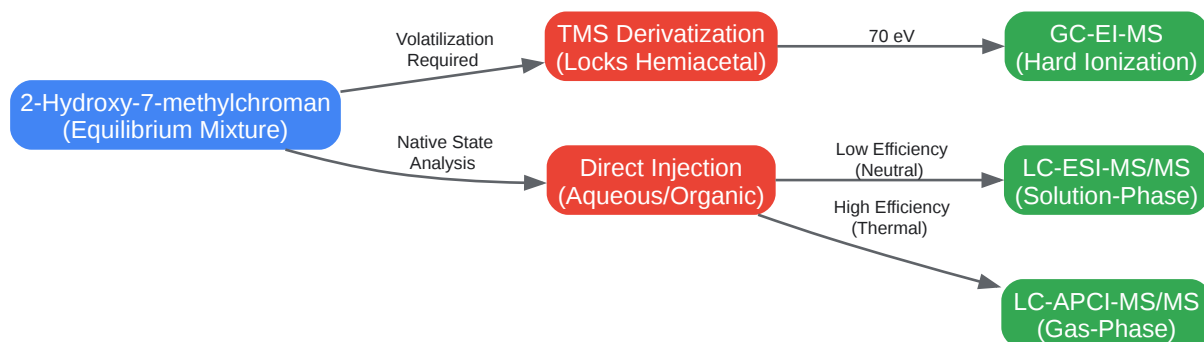 2-Hydroxy-7-methylchroman
(Equilibrium Mixture)
Volatilization
Required
TMS Derivatization
(Locks Hemiacetal)
70 eV
GC-EI-MS
(Hard Ionization)
Native State
Analysis
Direct Injection
(Aqueous/Organic)
Low Efficiency
(Neutral)
LC-ESI-MS/MS
(Solution-Phase)
High Efficiency
(Thermal)
LC-APCI-MS/MS
(Gas-Phase)